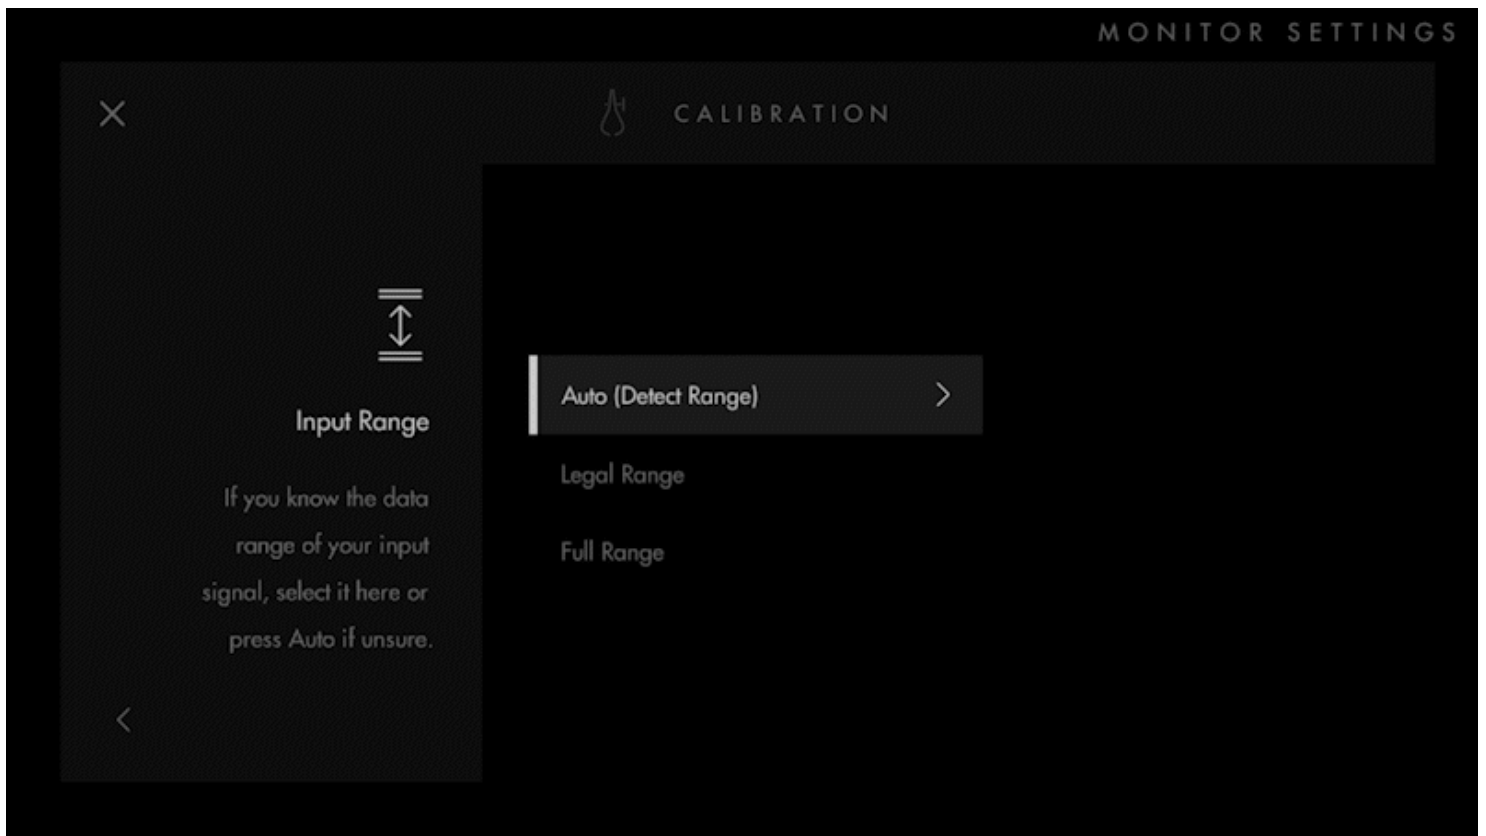 MONITOR SETTINGS
CALIBRATION
Input Range
If you know the data
range of your input
signal, select it here or
press Auto if unsure.
Auto (Detect Range)
Legal Range
Full Range